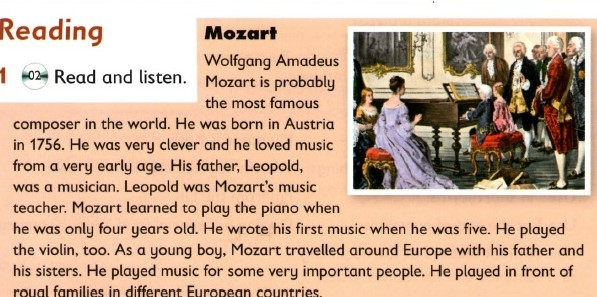 Reading
1 02 Read and listen.
Mozart
Wolfgang Amadeus
Mozart is probably
the most famous
composer in the world. He was born in Austria
in 1756. He was very clever and he loved music
from a very early age. His father, Leopold,
was a musician. Leopold was Mozart's music
teacher. Mozart learned to play the piano when
he was only four years old. He wrote his first music when he was five. He played
the violin, too. As a young boy, Mozart travelled around Europe with his father and
his sisters. He played music for some very important people. He played in front of
royal families in different European countries.